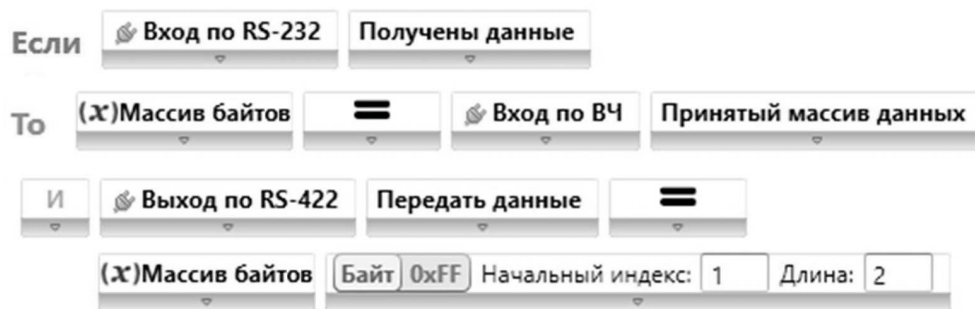 Если Вход по RS-232 Получены данные
То (x)Массив байтов = Вход по ВЧ Принятый массив данных
И Выход по RS-422 Передать данные =
(x)Массив байтов Байт 0xFF Начальный индекс: 1 Длина: 2